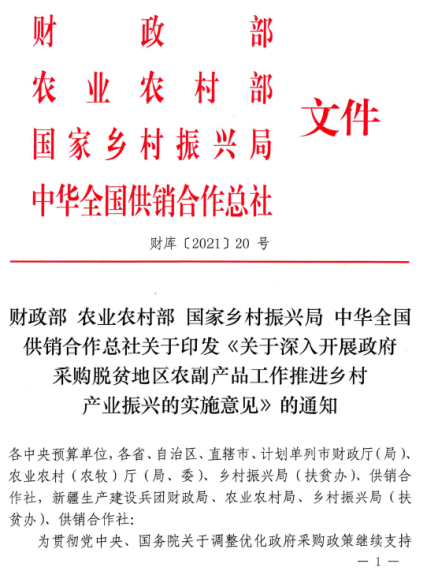 财政部
农业农村部
国家乡村振兴局
中华全国供销合作总社
文件
财库〔2021〕20 号
财政部 农业农村部 国家乡村振兴局 中华全国
供销合作总社关于印发《关于深入开展政府
采购脱贫地区农副产品工作推进乡村
产业振兴的实施意见》的通知
各中央预算单位，各省、自治区、直辖市、计划单列市财政厅（局）、
农业农村（农牧）厅（局、委）、乡村振兴局（扶贫办）、供销合
作社，新疆生产建设兵团财政局、农业农村局、乡村振兴局（扶
贫办）、供销合作社：
为贯彻党中央、国务院关于调整优化政府采购政策继续支持
— 1 —